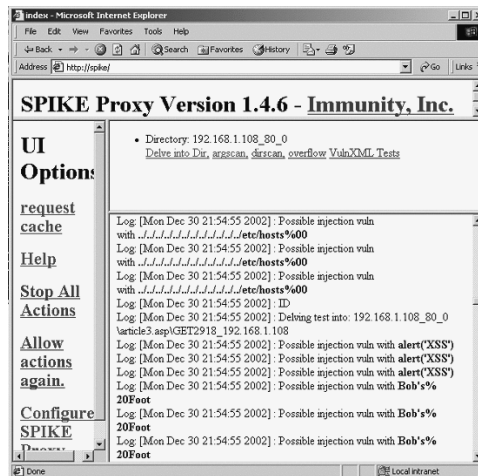 index - Microsoft Internet Explorer
File Edit View Favorites Tools Help
Back Search Favorites History
Address http://spike/ Go Links
SPIKE Proxy Version 1.4.6 - Immunity, Inc.
UI
Options
request
cache
Help
Stop All
Actions
Allow
actions
again.
Configure
SPIKE
Proxy
Directory: 192.168.1.108_80_0
Delve into Dir, argscan, dirscan, overflow VulnXML Tests
Log: [Mon Dec 30 21:54:55 2002] : Possible injection vuln
with ../../../../../../../../../../../../etc/hosts%00
Log: [Mon Dec 30 21:54:55 2002] : Possible injection vuln
with ../../../../../../../../../../../../etc/hosts%00
Log: [Mon Dec 30 21:54:55 2002] : Possible injection vuln
with ../../../../../../../../../../../../etc/hosts%00
Log: [Mon Dec 30 21:54:55 2002] : ID
Log: [Mon Dec 30 21:54:55 2002] : Delving test into: 192.168.1.108_80_0
\article3.asp\GET2918_192.168.1.108
Log: [Mon Dec 30 21:54:55 2002] : Possible injection vuln with alert('XSS')
Log: [Mon Dec 30 21:54:55 2002] : Possible injection vuln with alert('XSS')
Log: [Mon Dec 30 21:54:55 2002] : Possible injection vuln with alert('XSS')
Log: [Mon Dec 30 21:54:55 2002] : Possible injection vuln with Bob's%
20Foot
Log: [Mon Dec 30 21:54:55 2002] : Possible injection vuln with Bob's%
20Foot
Log: [Mon Dec 30 21:54:55 2002] : Possible injection vuln with Bob's%
20Foot
Done Local intranet